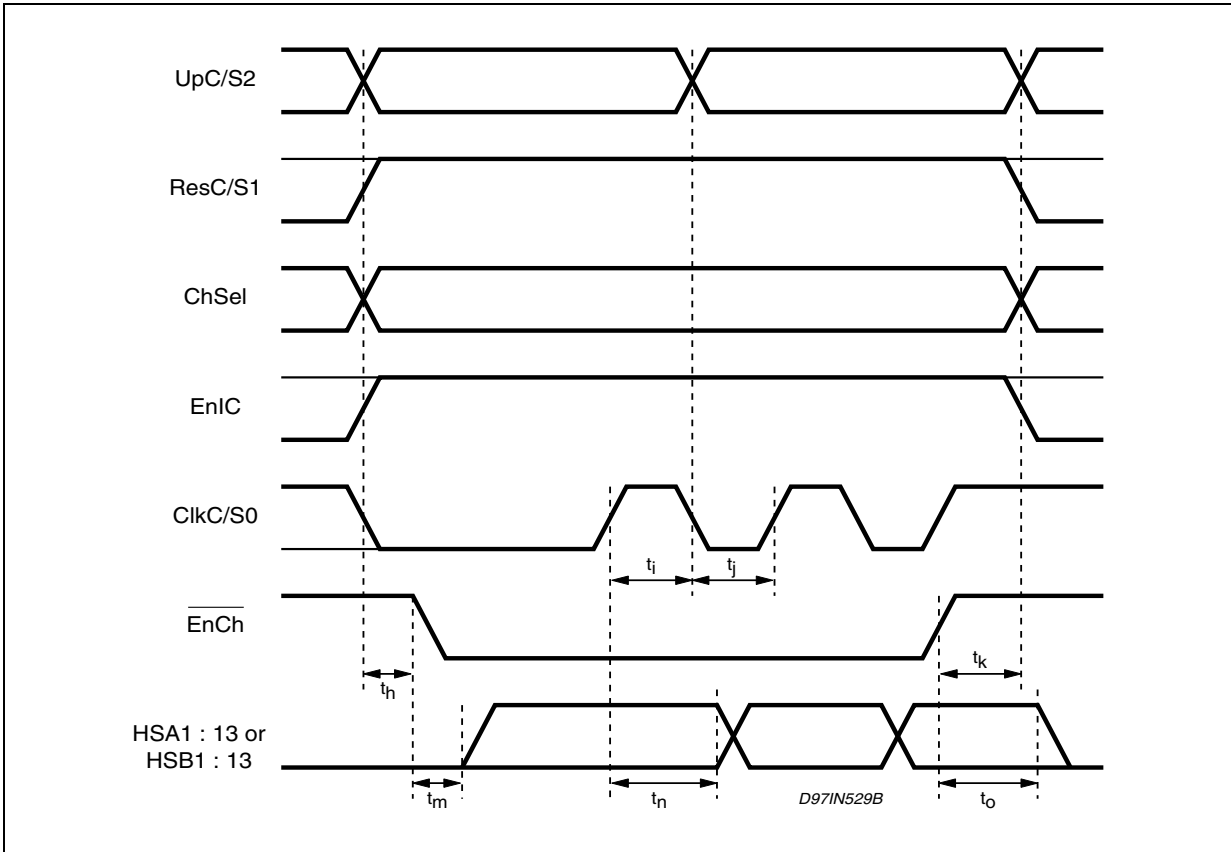 UpC/S2
ResC/S1
ChSel
EnIC
ClkC/S0
ti
tj
EnCh
th
tk
HSA1 : 13 or
HSB1 : 13
tm
tn
D97IN529B
to